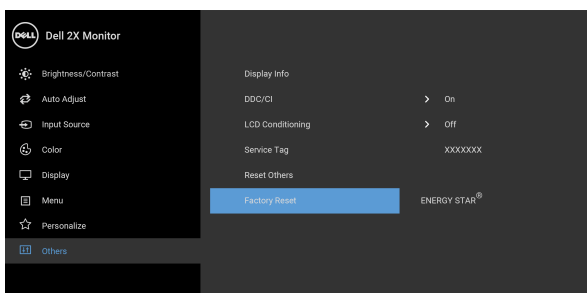 DELL Dell 2X Monitor
Brightness/Contrast
Auto Adjust
Input Source
Color
Display
Menu
Personalize
Others
Display Info
DDC/CI > On
LCD Conditioning > Off
Service Tag XXXXXXX
Reset Others
Factory Reset ENERGY STAR®